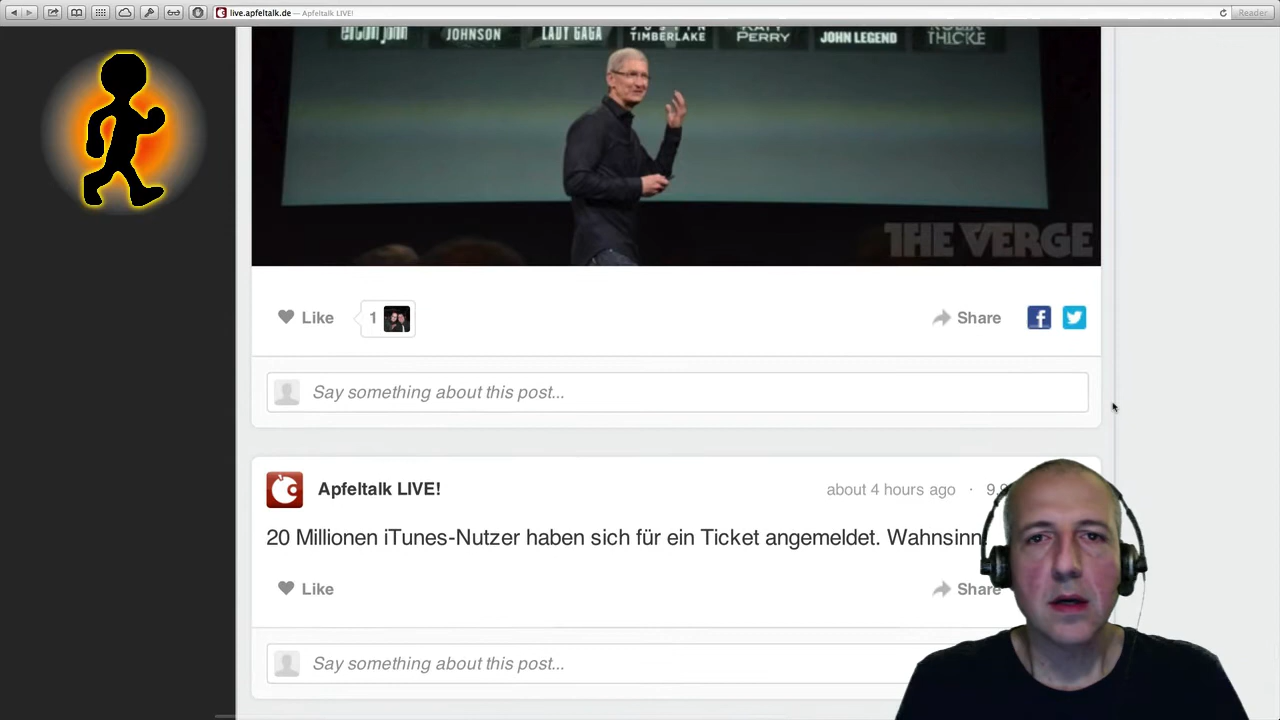 live.apfeltalk.de — Apfeltalk LIVE!
Reader
JOHNSON
LADY GAGA
TIMBERLAKE
PERRY
JOHN LEGEND
THICKE
THE VERGE
Like
1
Share
Say something about this post...
Apfeltalk LIVE!
about 4 hours ago ·
20 Millionen iTunes-Nutzer haben sich für ein Ticket angemeldet. Wahnsinn!
Like
Share
Say something about this post...